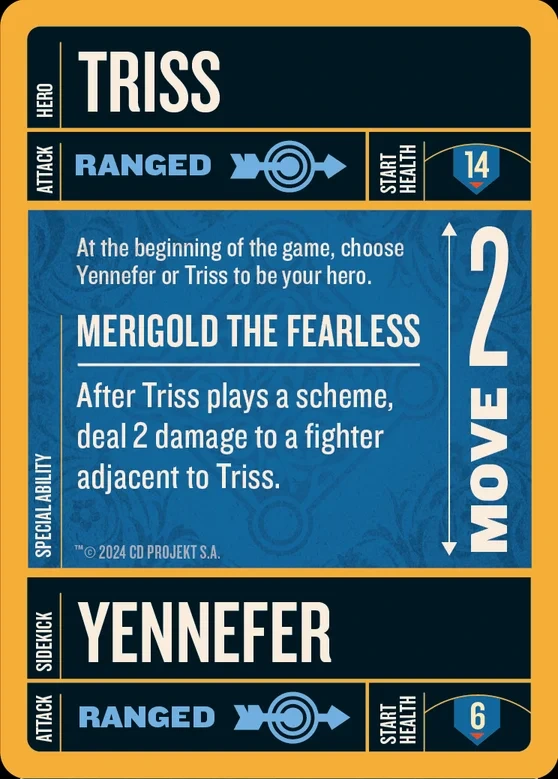 HERO
TRISS
ATTACK
RANGED
START
HEALTH
14
At the beginning of the game, choose
Yennefer or Triss to be your hero.
MERIGOLD THE FEARLESS
SPECIAL ABILITY
After Triss plays a scheme,
deal 2 damage to a fighter
adjacent to Triss.
™© 2024 CD PROJEKT S.A.
MOVE 2
SIDEKICK
YENNEFER
ATTACK
RANGED
START
HEALTH
6